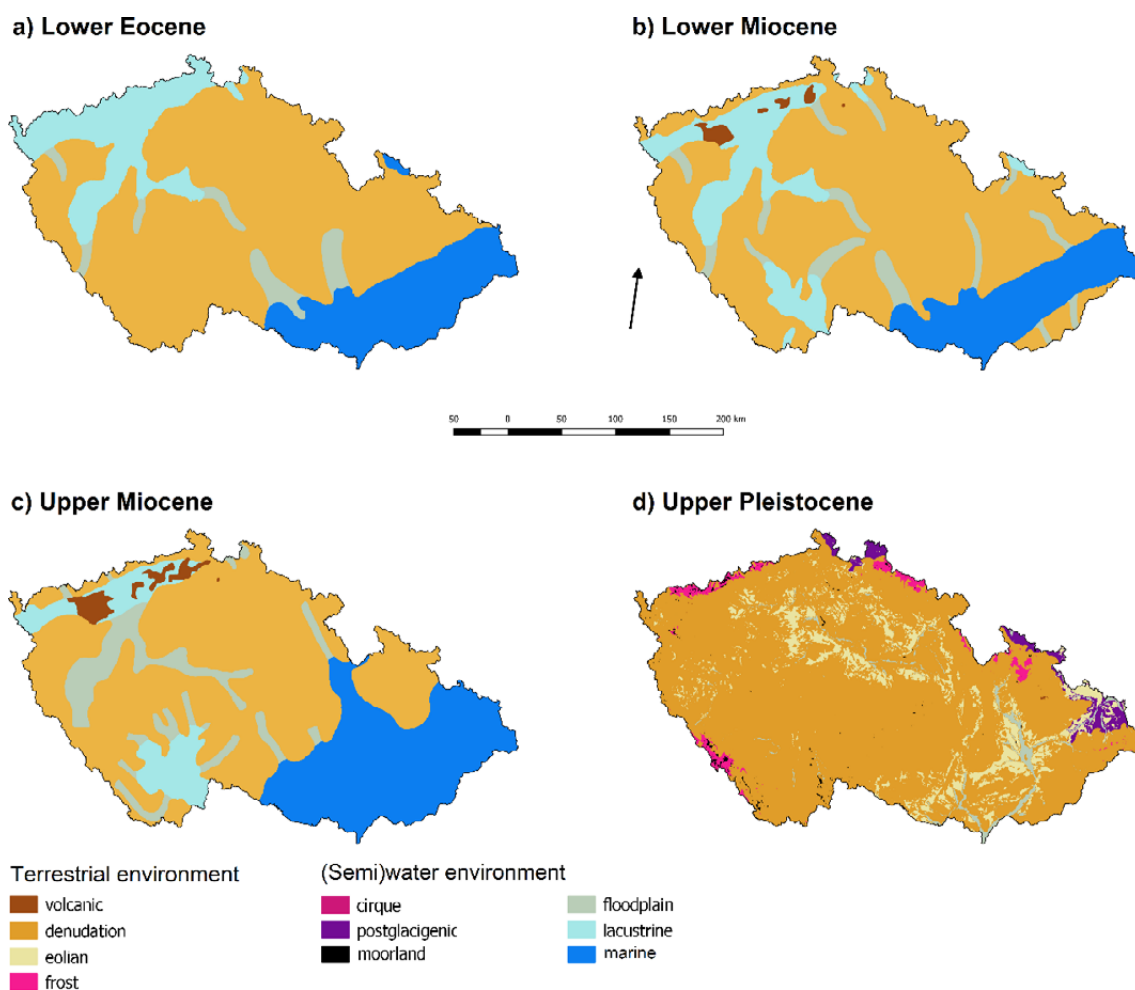 a) Lower Eocene
b) Lower Miocene
50 0 50 100 150 200 km
c) Upper Miocene
d) Upper Pleistocene
Terrestrial environment
volcanic
denudation
eolian
frost
(Semi)water environment
cirque
postglacigenic
moorland
floodplain
lacustrine
marine